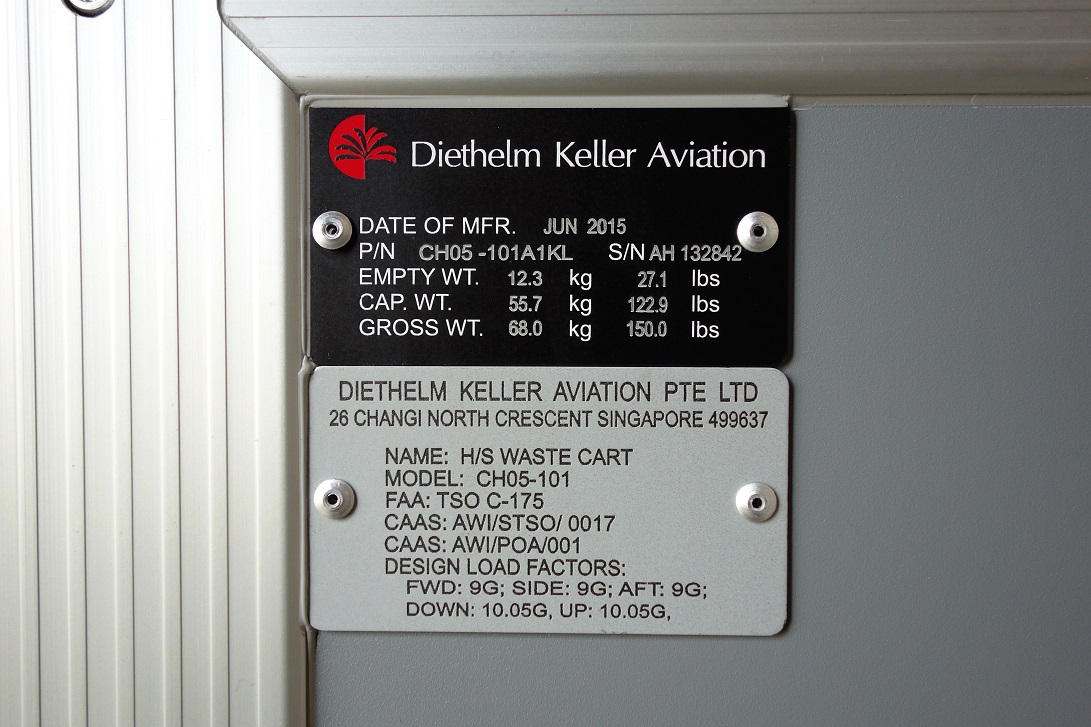 Diethelm Keller Aviation
DATE OF MFR. JUN 2015
P/N CH05 -101A1KL S/N AH 132842
EMPTY WT. 12.3 kg 27.1 lbs
CAP. WT. 55.7 kg 122.9 lbs
GROSS WT. 68.0 kg 150.0 lbs
DIETHELM KELLER AVIATION PTE LTD
26 CHANGI NORTH CRESCENT SINGAPORE 499637
NAME: H/S WASTE CART
MODEL: CH05-101
FAA: TSO C-175
CAAS: AWI/STSO/ 0017
CAAS: AWI/POA/001
DESIGN LOAD FACTORS:
FWD: 9G; SIDE: 9G; AFT: 9G;
DOWN: 10.05G, UP: 10.05G,